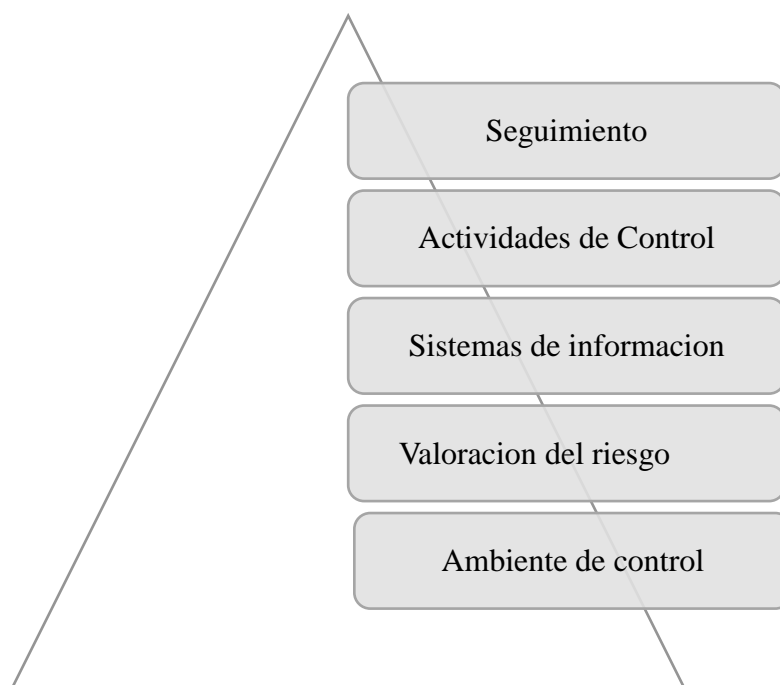 Seguimiento
Actividades de Control
Sistemas de informacion
Valoracion del riesgo
Ambiente de control